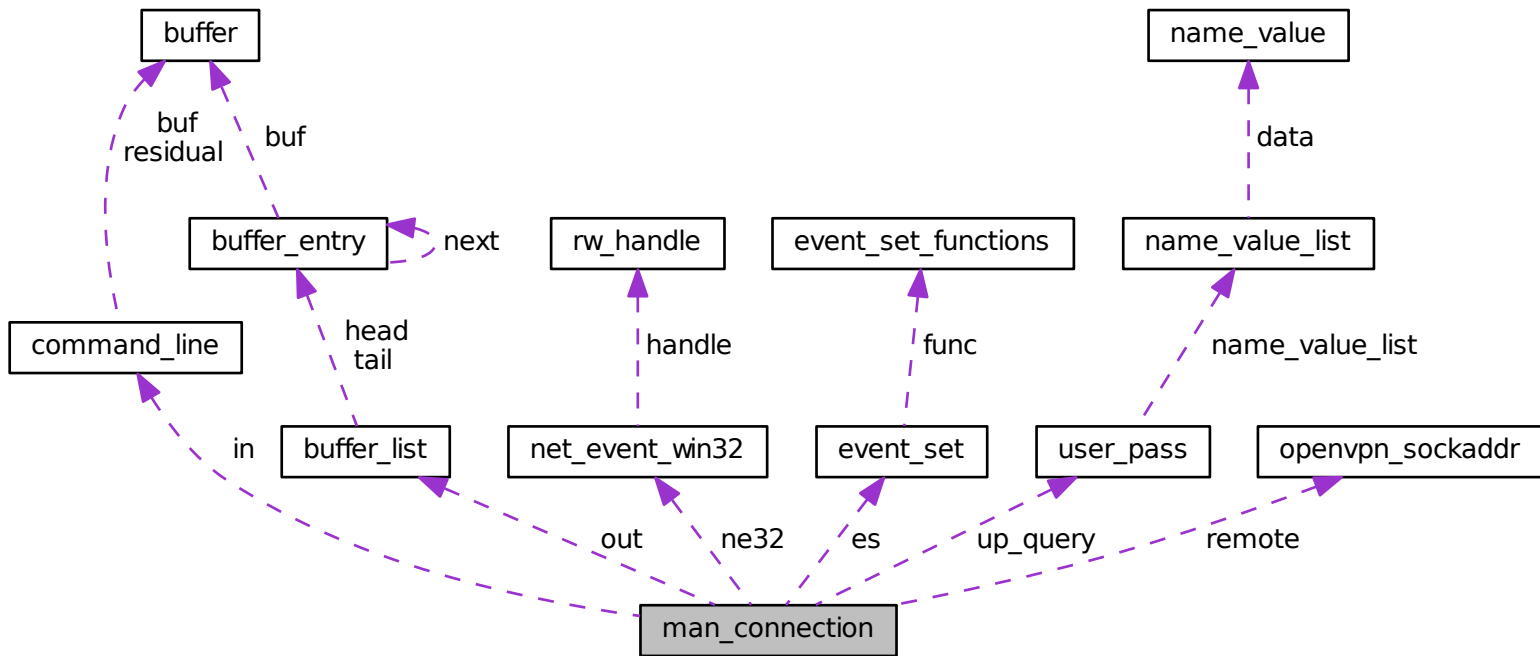 buffer
name_value
buf
residual
buf
data
buffer_entry
next
rw_handle
event_set_functions
name_value_list
command_line
head
tail
handle
func
name_value_list
in
buffer_list
net_event_win32
event_set
user_pass
openvpn_sockaddr
out
ne32
es
up_query
remote
man_connection